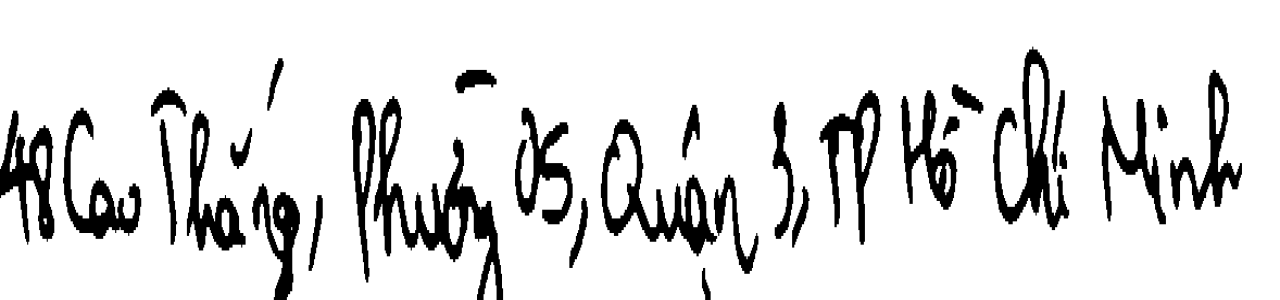 48 Cao Thắng, Phường 05, Quận 3, TP Hồ Chí Minh